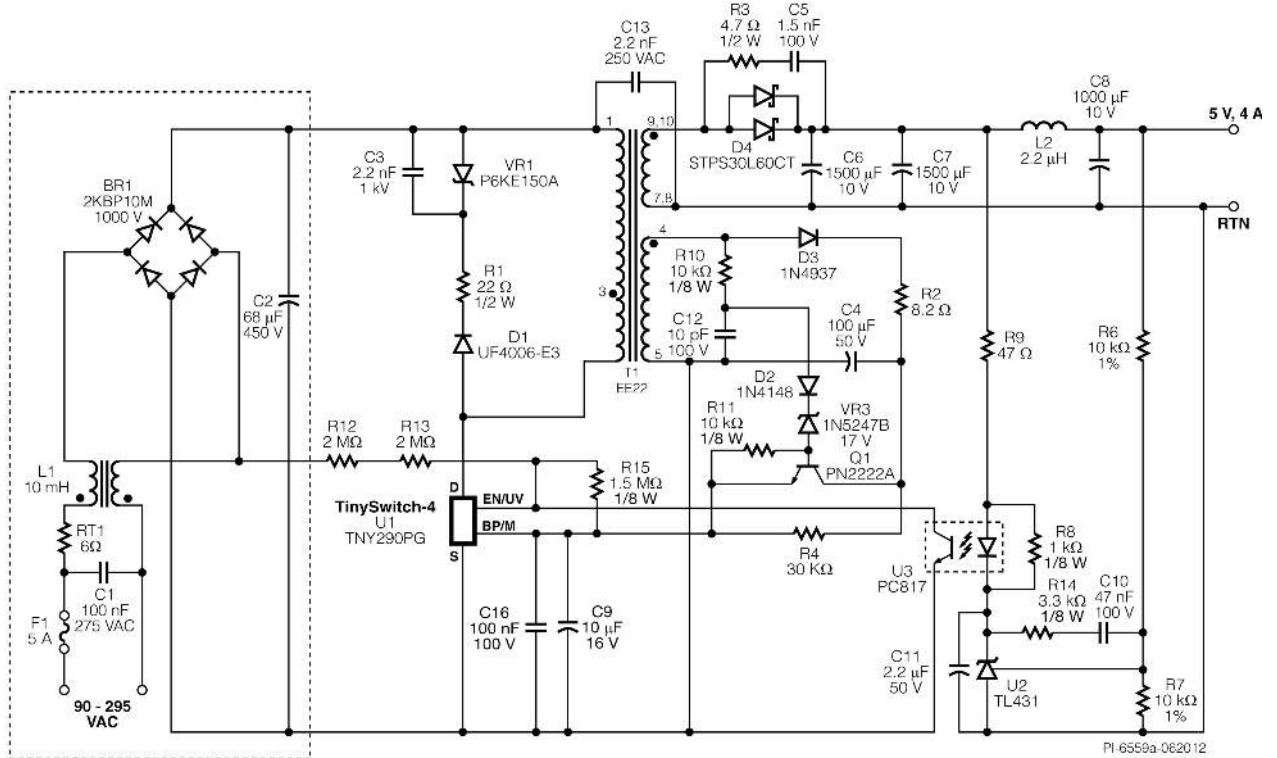 C13
2.2 nF
250 VAC
R3
4.7 Ω
1/2 W
C5
1.5 nF
100 V
C8
1000 µF
10 V
5 V, 4 A
1
9,10
D4
STPS30L60CT
C6
1500 µF
10 V
C7
1500 µF
10 V
L2
2.2 µH
7,8
RTN
C3
2.2 nF
1 kV
VR1
P6KE150A
BR1
2KBP10M
1000 V
4
D3
1N4937
R10
10 kΩ
1/8 W
R1
22 Ω
1/2 W
3
C2
68 µF
450 V
R2
8.2 Ω
C4
100 µF
50 V
C12
10 pF
100 V
R9
47 Ω
R6
10 kΩ
1%
D1
UF4006-E3
5
T1
EE22
D2
1N4148
VR3
1N5247B
17 V
R11
10 kΩ
1/8 W
Q1
PN2222A
R12
2 MΩ
R13
2 MΩ
R15
1.5 MΩ
1/8 W
L1
10 mH
D
EN/UV
TinySwitch-4
U1
TNY290PG
BP/M
S
RT1
6Ω
R4
30 KΩ
U3
PC817
R8
1 kΩ
1/8 W
R14
3.3 kΩ
1/8 W
C10
47 nF
100 V
C1
100 nF
275 VAC
F1
5 A
C16
100 nF
100 V
C9
10 µF
16 V
C11
2.2 µF
50 V
U2
TL431
R7
10 kΩ
1%
90 - 295
VAC
PI-6559a-062012